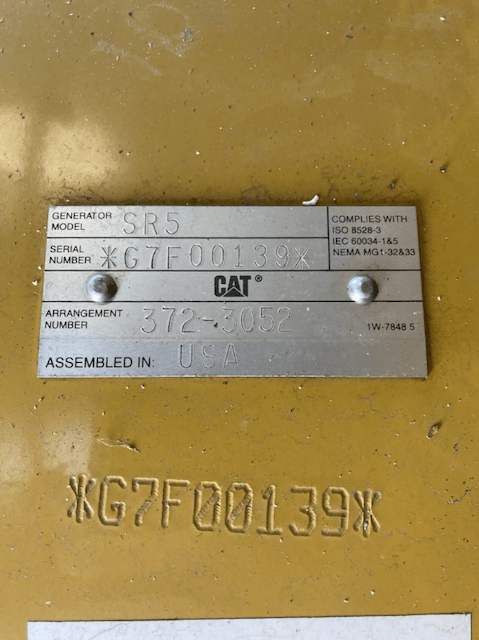 GENERATOR MODEL SR5
SERIAL NUMBER *G7F00139*
COMPLIES WITH
ISO 8528-3
IEC 60034-1&5
NEMA MG1-32&33
CAT®
ARRANGEMENT NUMBER 372-3052
1W-7848 5
ASSEMBLED IN: USA
*G7F00139*